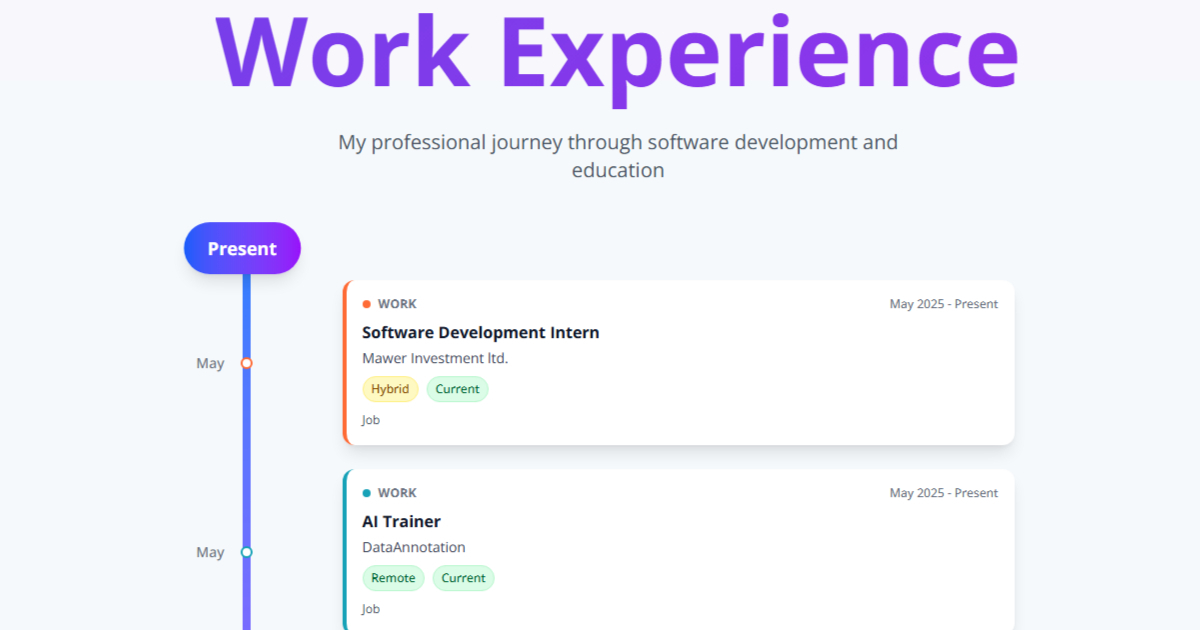 Work Experience
My professional journey through software development and
education
Present
WORK
May 2025 - Present
Software Development Intern
Mawer Investment ltd.
Hybrid Current
Job
May
WORK
May 2025 - Present
AI Trainer
DataAnnotation
Remote Current
Job
May